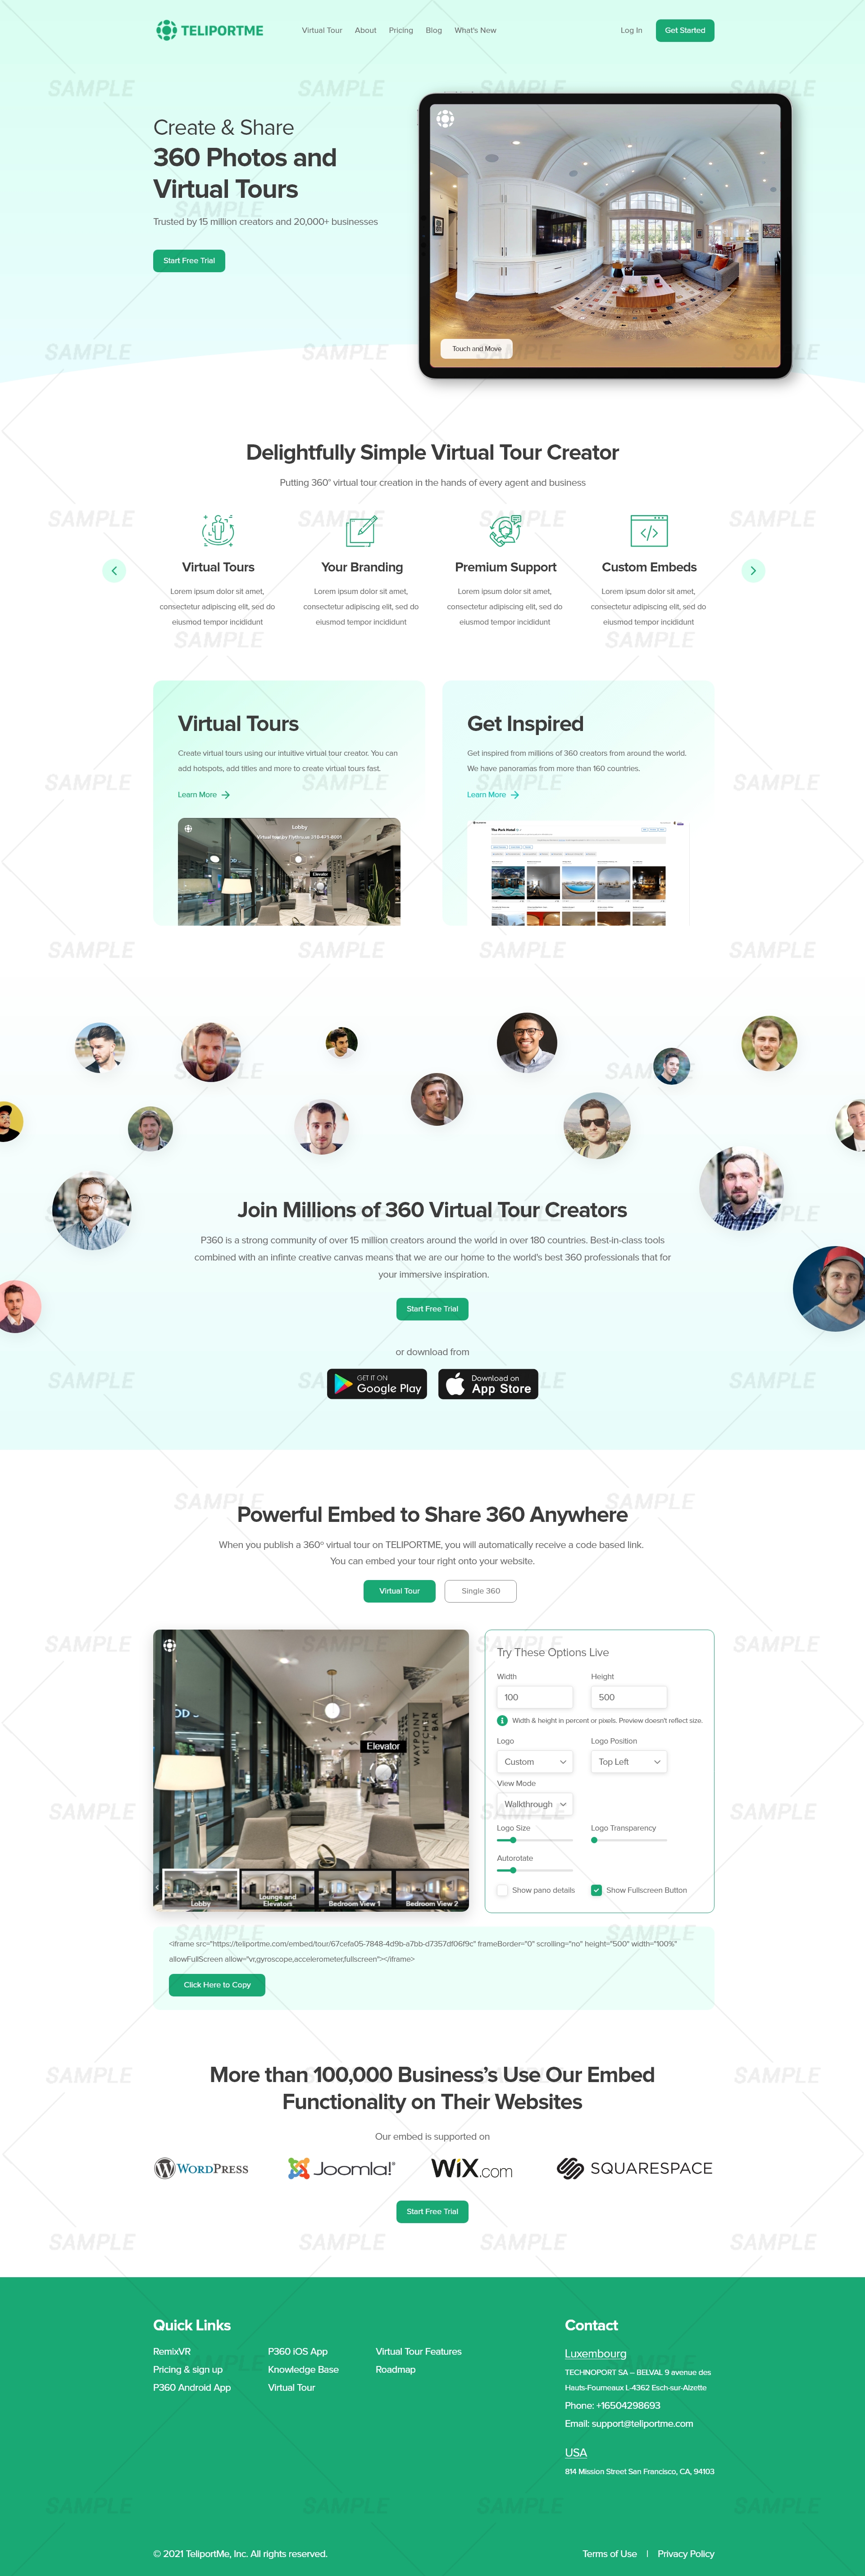 TELIPORTME
Virtual Tour
About
Pricing
Blog
What's New
Log In
Get Started
Create & Share
360 Photos and
Virtual Tours
Trusted by 15 million creators and 20,000+ businesses
Start Free Trial
Touch and Move
Delightfully Simple Virtual Tour Creator
Putting 360° virtual tour creation in the hands of every agent and business
Virtual Tours
Lorem ipsum dolor sit amet,
consectetur adipiscing elit, sed do
eiusmod tempor incididunt
Your Branding
Lorem ipsum dolor sit amet,
consectetur adipiscing elit, sed do
eiusmod tempor incididunt
Premium Support
Lorem ipsum dolor sit amet,
consectetur adipiscing elit, sed do
eiusmod tempor incididunt
Custom Embeds
Lorem ipsum dolor sit amet,
consectetur adipiscing elit, sed do
eiusmod tempor incididunt
Virtual Tours
Create virtual tours using our intuitive virtual tour creator. You can
add hotspots, add titles and more to create virtual tours fast.
Learn More
Lobby
Elevator
Get Inspired
Get inspired from millions of 360 creators from around the world.
We have panoramas from more than 160 countries.
Learn More
The Park Hotel
Join Millions of 360 Virtual Tour Creators
P360 is a strong community of over 15 million creators around the world in over 180 countries. Best-in-class tools
combined with an infinte creative canvas means that we are our home to the world's best 360 professionals that for
your immersive inspiration.
Start Free Trial
or download from
GET IT ON
Google Play
Download on
App Store
Powerful Embed to Share 360 Anywhere
When you publish a 360º virtual tour on TELIPORTME, you will automatically receive a code based link.
You can embed your tour right onto your website.
Virtual Tour
Single 360
Elevator
WAYPOINT
KITCHEN
+ BAR
Lobby
Lounge and
Elevators
Bedroom View 1
Bedroom View 2
Try These Options Live
Width
Height
100
500
Width & height in percent or pixels. Preview doesn't reflect size.
Logo
Logo Position
Custom
Top Left
View Mode
Walkthrough
Logo Size
Logo Transparency
Autorotate
Show pano details
Show Fullscreen Button
<iframe src="https://teliportme.com/embed/tour/67cefa05-7848-4d9b-a7bb-d7357df06f9c" frameBorder="0" scrolling="no" height="500" width="100%"
allowFullScreen allow="vr,gyroscope,accelerometer,fullscreen"></iframe>
Click Here to Copy
More than 100,000 Business's Use Our Embed
Functionality on Their Websites
Our embed is supported on
WORDPRESS
Joomla!®
WiX.com
SQUARESPACE
Start Free Trial
Quick Links
RemixVR
Pricing & sign up
P360 Android App
P360 iOS App
Knowledge Base
Virtual Tour
Virtual Tour Features
Roadmap
Contact
Luxembourg
TECHNOPORT SA – BELVAL 9 avenue des
Hauts-Fourneaux L-4362 Esch-sur-Alzette
Phone: +16504298693
Email: support@teliportme.com
USA
814 Mission Street San Francisco, CA, 94103
© 2021 TeliportMe, Inc. All rights reserved.
Terms of Use | Privacy Policy
SAMPLE